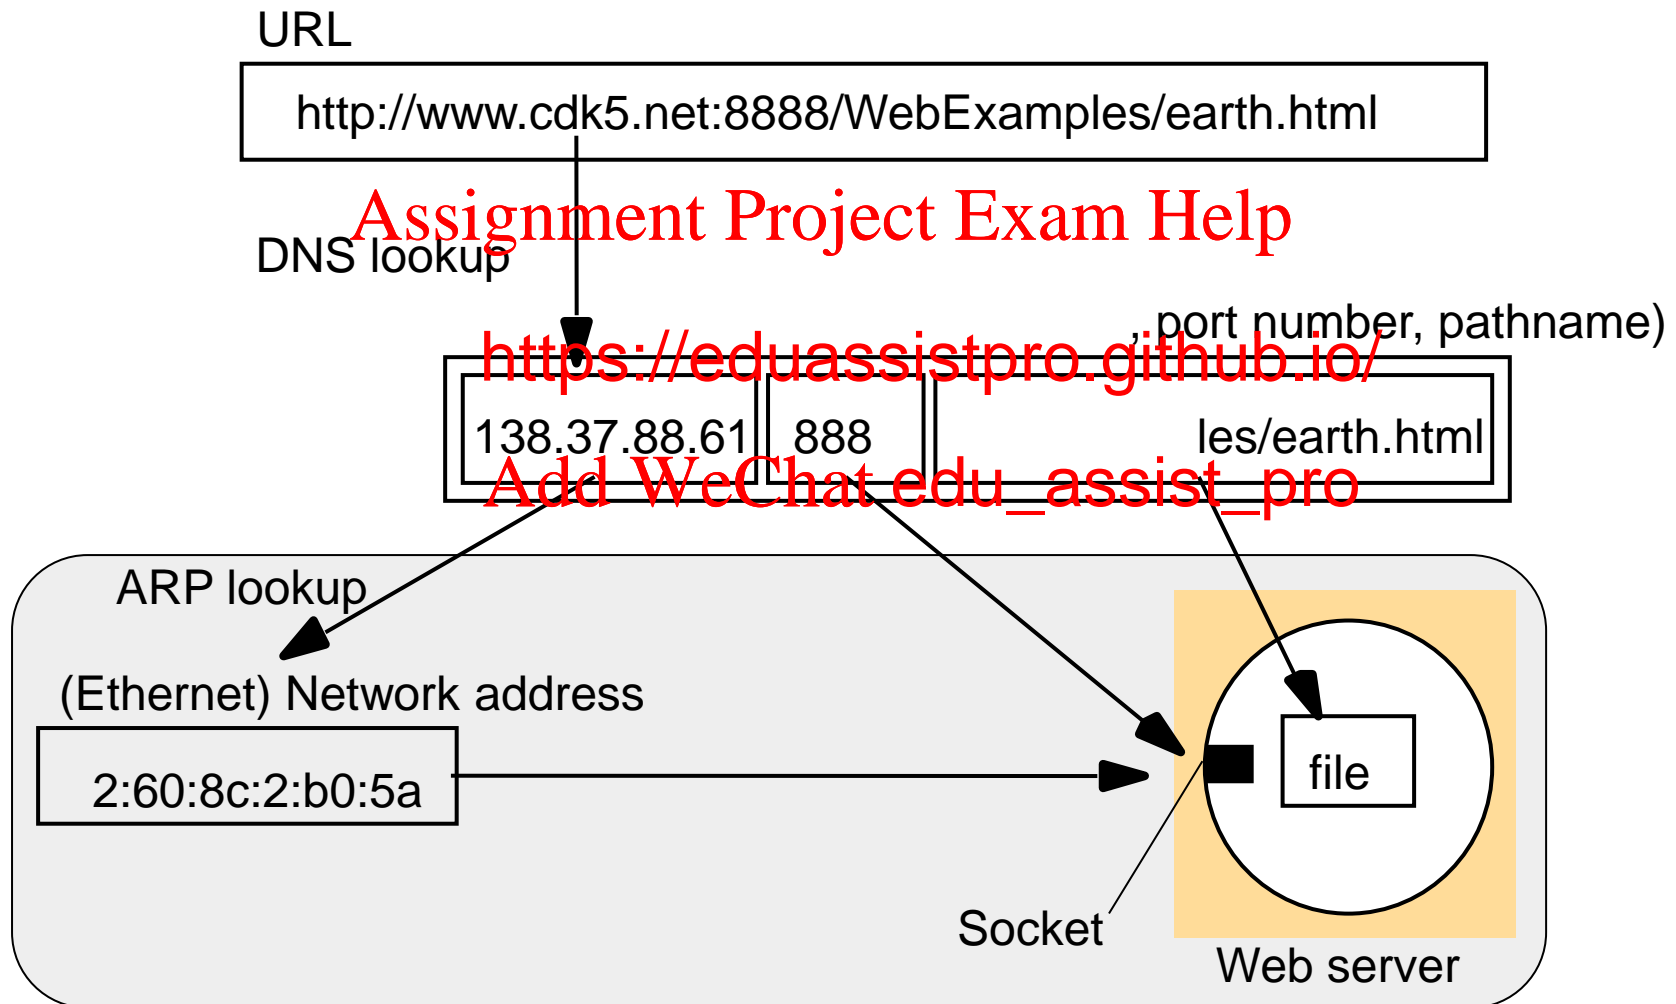 URL
http://www.cdk5.net:8888/WebExamples/earth.html
Assignment Project Exam Help
DNS lookup
, port number, pathname)
https://eduassistpro.github.io/
138.37.88.61 888 les/earth.html
Add WeChat edu_assist_pro
ARP lookup
(Ethernet) Network address
2:60:8c:2:b0:5a
file
Socket
Web server